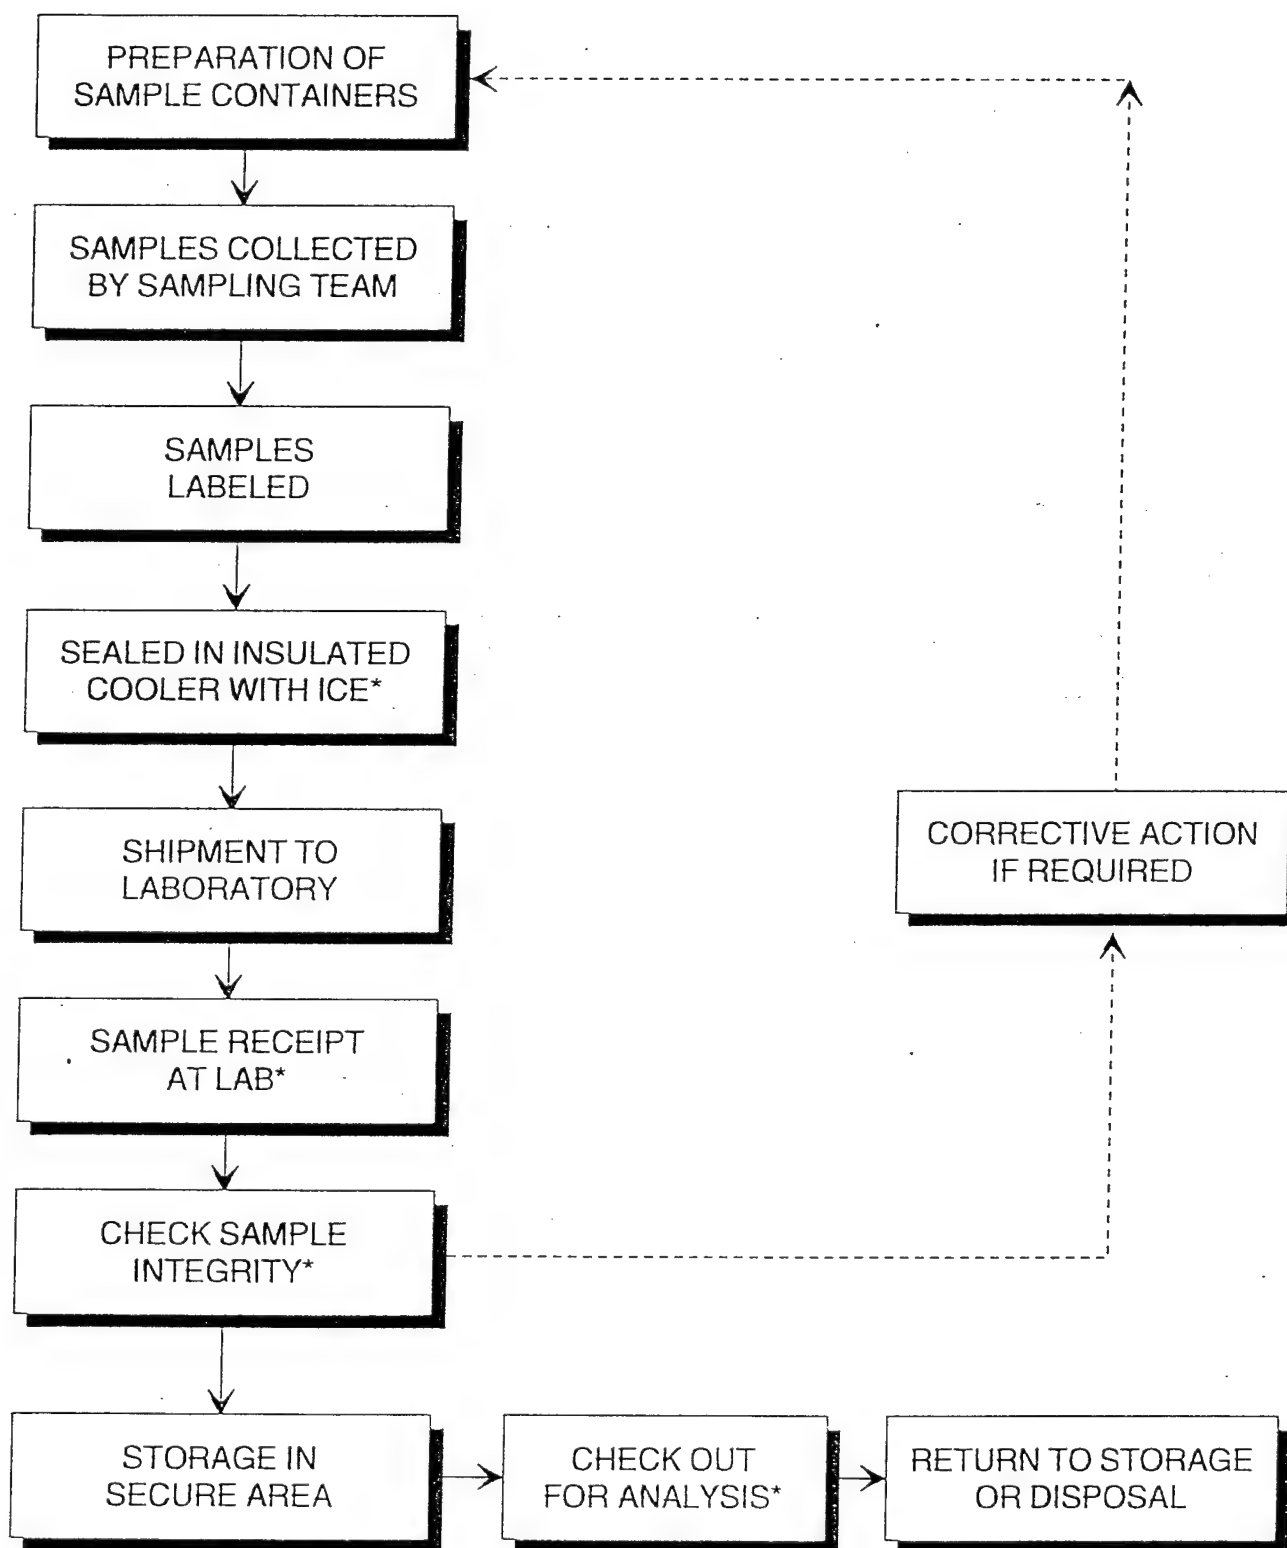 PREPARATION OF
SAMPLE CONTAINERS
SAMPLES COLLECTED
BY SAMPLING TEAM
SAMPLES
LABELED
SEALED IN INSULATED
COOLER WITH ICE*
SHIPMENT TO
LABORATORY
CORRECTIVE ACTION
IF REQUIRED
SAMPLE RECEIPT
AT LAB*
CHECK SAMPLE
INTEGRITY*
STORAGE IN
SECURE AREA
CHECK OUT
FOR ANALYSIS*
RETURN TO STORAGE
OR DISPOSAL